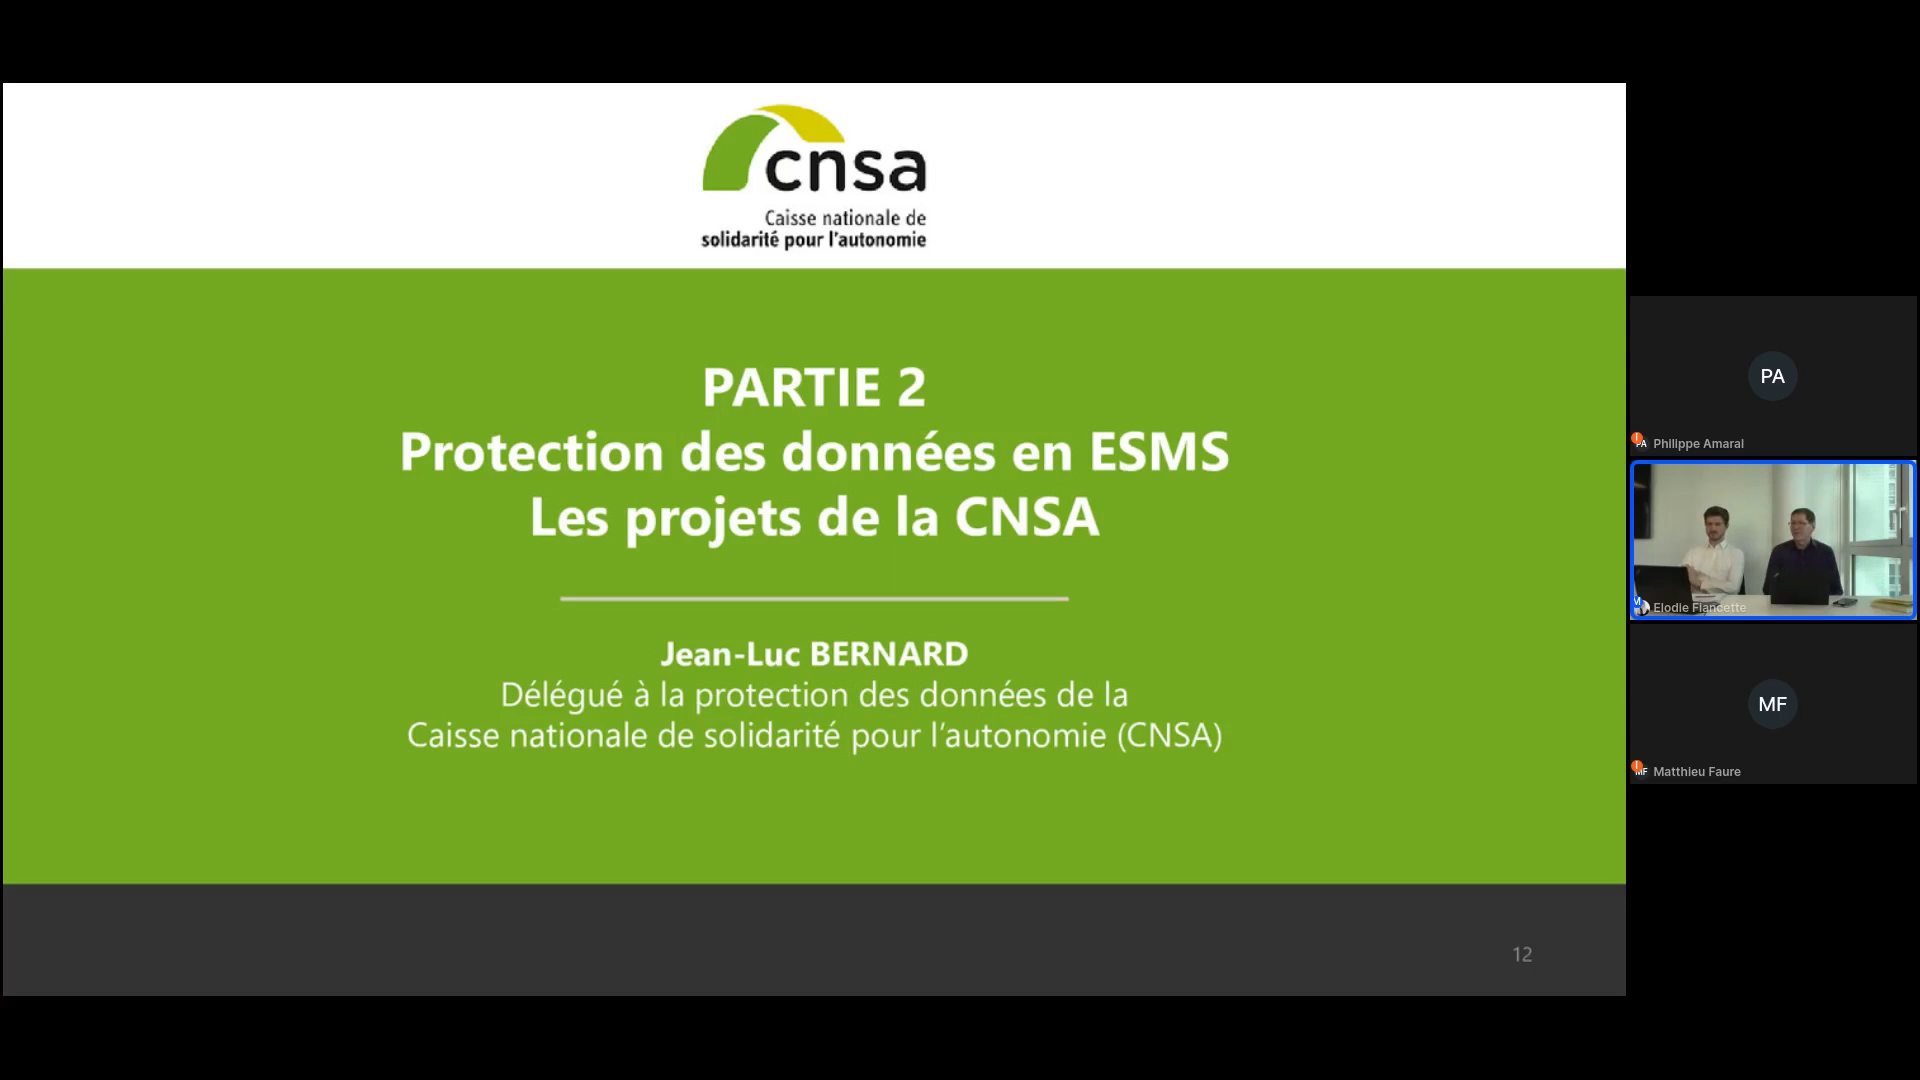 cnsa
Caisse nationale de
solidarité pour l'autonomie
PARTIE 2
Protection des données en ESMS
Les projets de la CNSA
Jean-Luc BERNARD
Délégué à la protection des données de la
Caisse nationale de solidarité pour l'autonomie (CNSA)
12
PA
PA Philippe Amaral
M Elodie Flancette
MF
MF Matthieu Faure